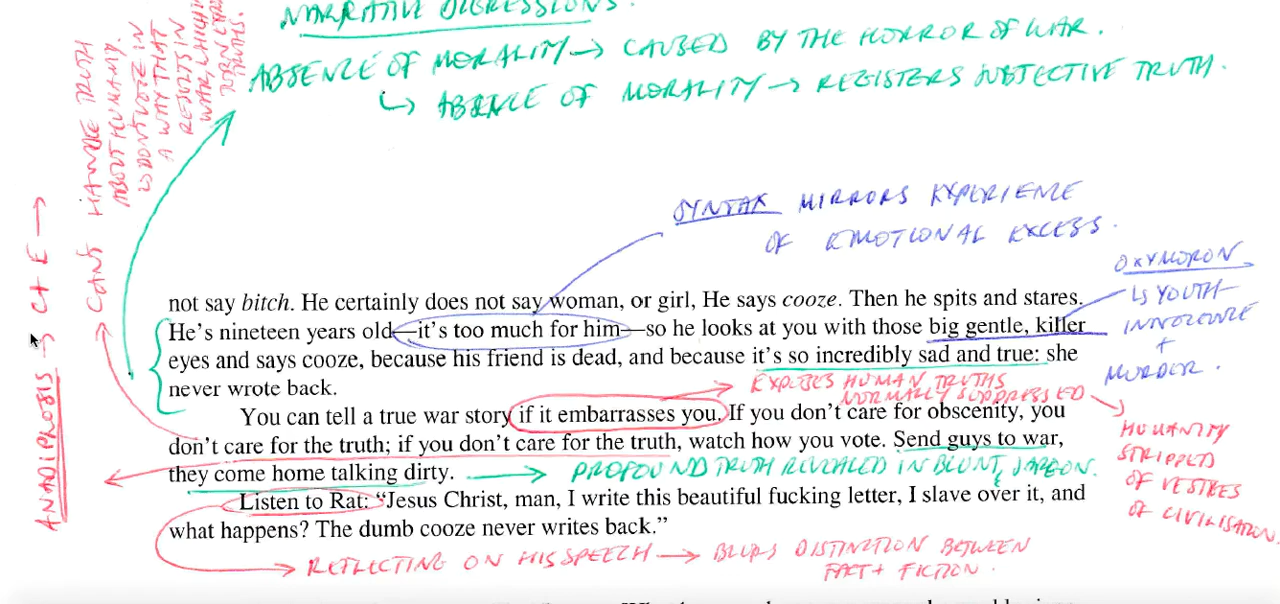 NARRATIVE DIGRESSIONS.
ABSENCE OF MORALITY → CAUSED BY THE HORROR OF WAR.
↳ ABSENCE OF MORALITY → REGISTERS SUBJECTIVE TRUTH.
SYNTAX MIRRORS EXPERIENCE
OF EMOTIONAL EXCESS.
OXYMORON
↳ YOUTH
INNOCENCE
+
MURDER.
not say bitch. He certainly does not say woman, or girl, He says cooze. Then he spits and stares.
He's nineteen years old—it's too much for him—so he looks at you with those big gentle, killer
eyes and says cooze, because his friend is dead, and because it's so incredibly sad and true: she
never wrote back.
EXPOSES HUMAN TRUTHS
NORMALLY SUPPRESSED
You can tell a true war story if it embarrasses you. If you don't care for obscenity, you
don't care for the truth; if you don't care for the truth, watch how you vote. Send guys to war,
they come home talking dirty.
→ PROFOUND TRUTH REVEALED IN BLUNT, JARGON.
HUMANITY
STRIPPED
OF VESTIGES
OF CIVILISATION.
Listen to Rat: “Jesus Christ, man, I write this beautiful fucking letter, I slave over it, and
what happens? The dumb cooze never writes back.”
→ REFLECTING ON HIS SPEECH → BLURS DISTINCTION BETWEEN
FACT + FICTION.
ANADIPLOSIS → C + E →
CAN'T HANDLE TRUTH
ABOUT HUMANITY.
↳ DON'T VOTE IN
A WAY THAT
RESULTS IN
WAR, WHICH
TRUTHS.